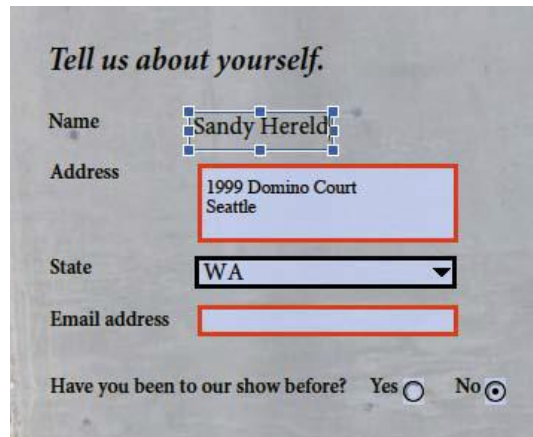 Tell us about yourself.
Name Sandy Hereld
Address 1999 Domino Court
Seattle
State WA
Email address
Have you been to our show before? Yes No